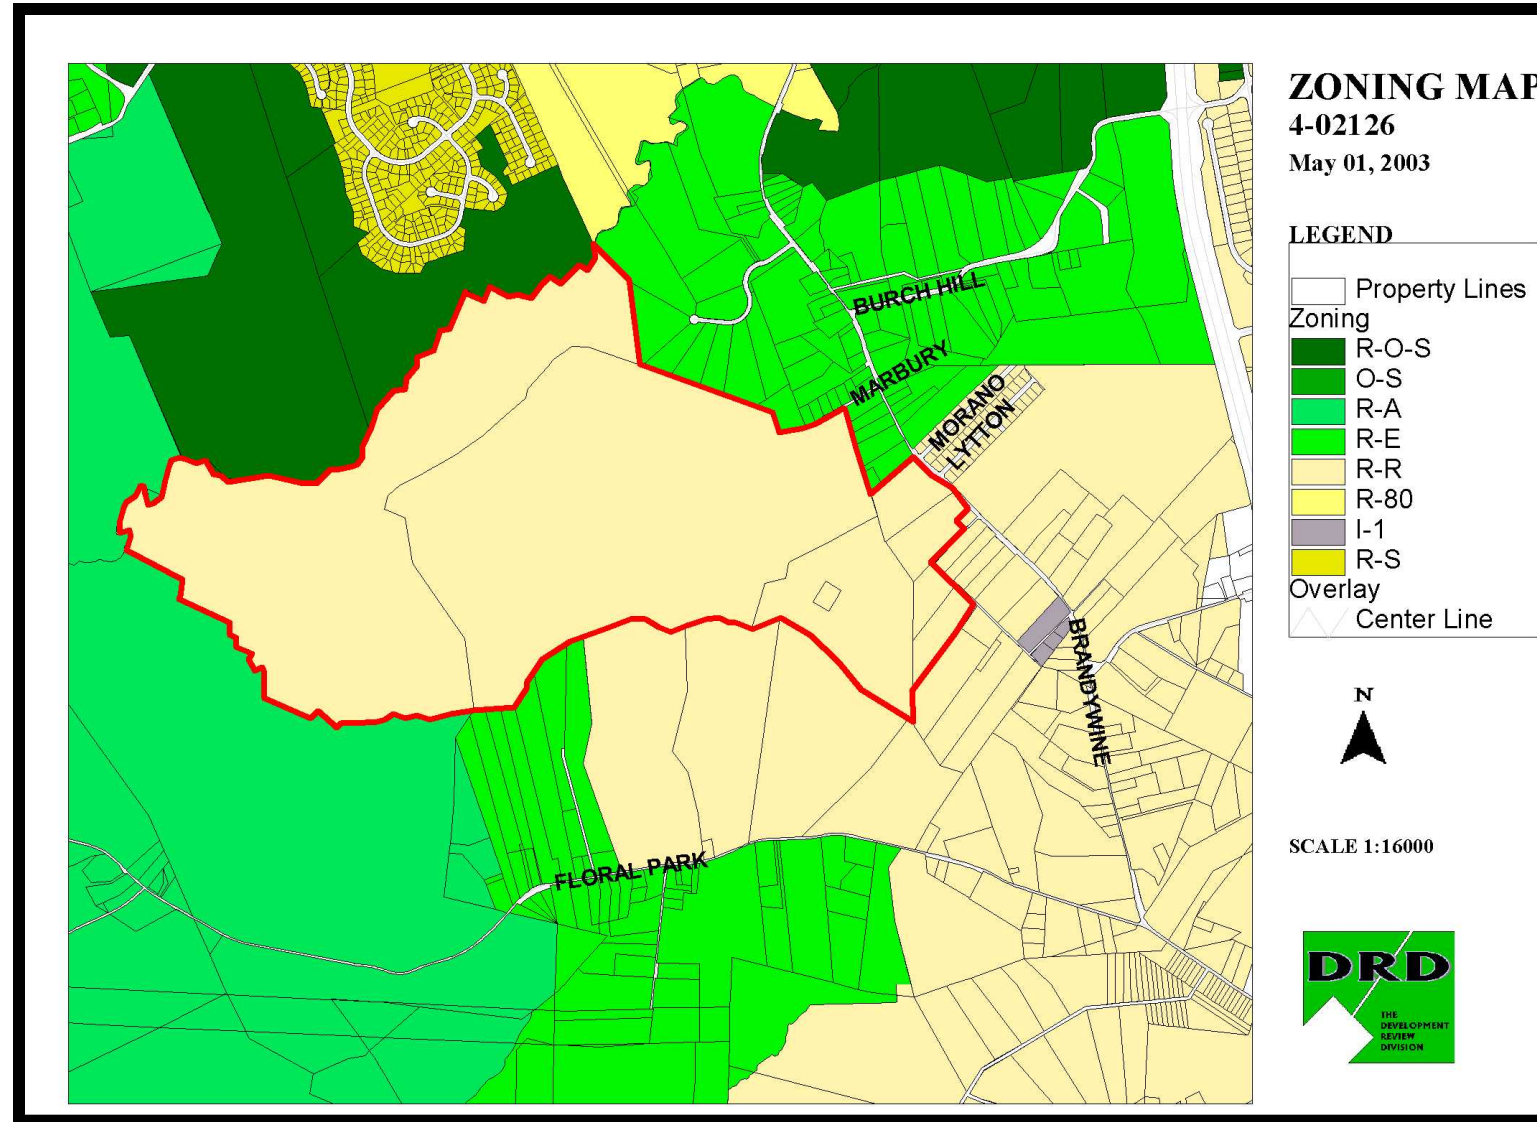 ZONING MAP
4-02126
May 01, 2003
LEGEND
Property Lines
Zoning
R-O-S
O-S
R-A
R-E
R-R
R-80
I-1
R-S
Overlay
Center Line
BURCH HILL
MARBURY
MORANO
LYTTON
BRANDYWINE
FLORAL PARK
N
SCALE 1:16000
DRD
THE
DEVELOPMENT
REVIEW
DIVISION